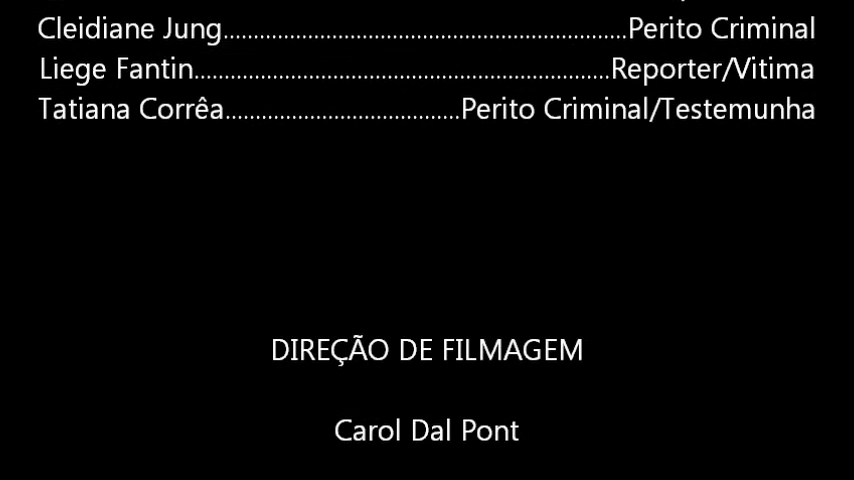 Cleidiane Jung..................................................................Perito Criminal
Liege Fantin.....................................................................Reporter/Vitima
Tatiana Corrêa.......................................Perito Criminal/Testemunha
DIREÇÃO DE FILMAGEM
Carol Dal Pont